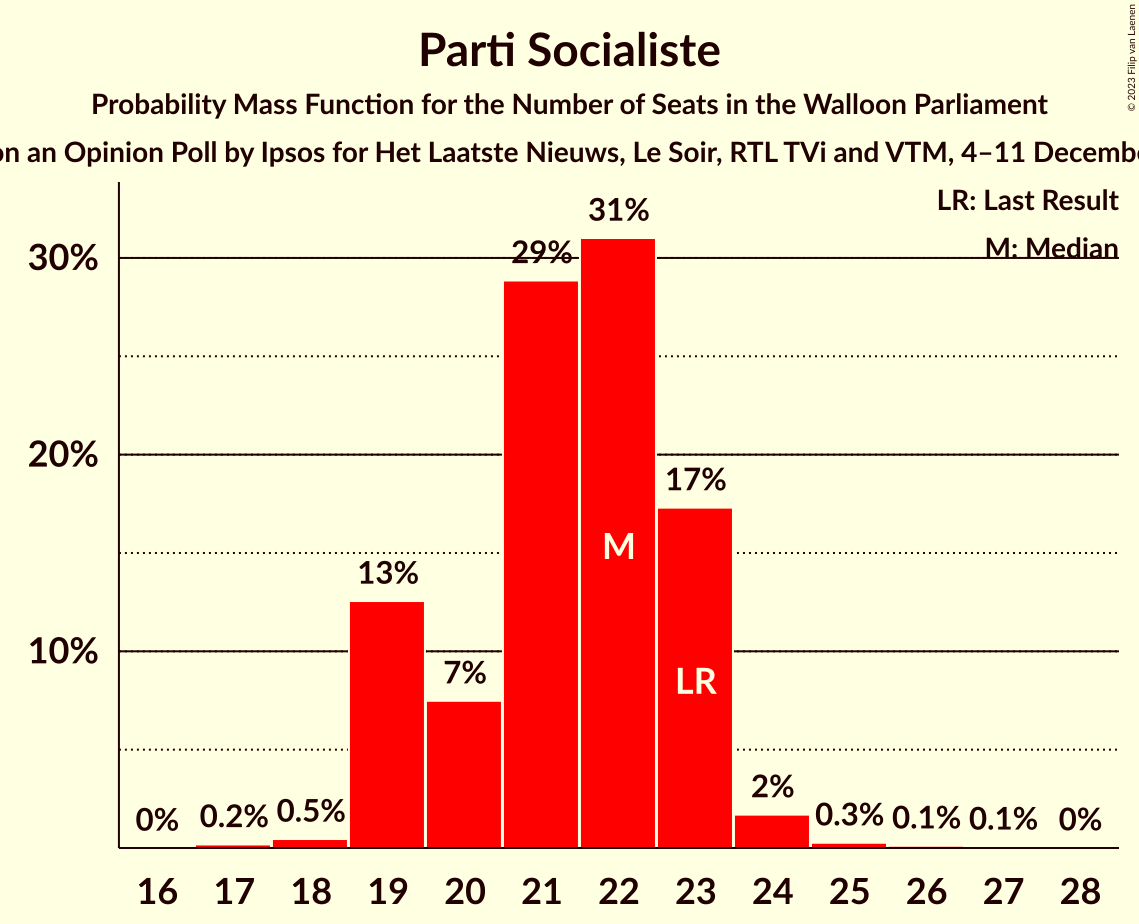 © 2023 Filip van Laenen
Parti Socialiste
Probability Mass Function for the Number of Seats in the Walloon Parliament
on an Opinion Poll by Ipsos for Het Laatste Nieuws, Le Soir, RTL TVi and VTM, 4–11 Decembe
LR: Last Result
M: Median
30%
20%
10%
0%
0.2%
0.5%
13%
7%
29%
31%
17%
2%
0.3%
0.1%
0.1%
0%
M
LR
16 17 18 19 20 21 22 23 24 25 26 27 28